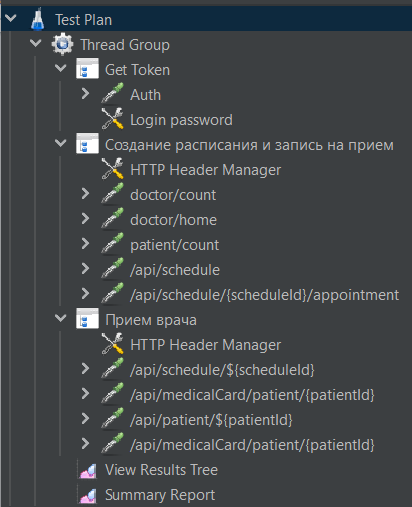 Test Plan
Thread Group
Get Token
Auth
Login password
Создание расписания и запись на прием
HTTP Header Manager
doctor/count
doctor/home
patient/count
/api/schedule
/api/schedule/{scheduleId}/appointment
Прием врача
HTTP Header Manager
/api/schedule/${scheduleId}
/api/medicalCard/patient/{patientId}
/api/patient/${patientId}
/api/medicalCard/patient/{patientId}
View Results Tree
Summary Report